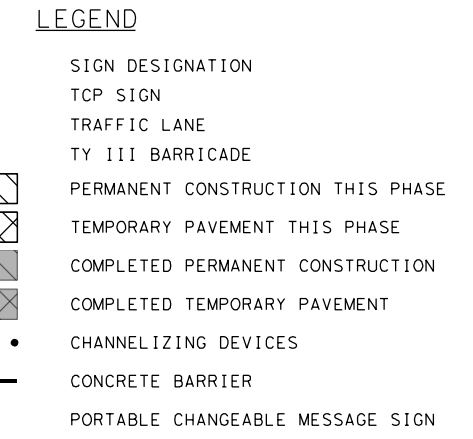 LEGEND
SIGN DESIGNATION
TCP SIGN
TRAFFIC LANE
TY III BARRICADE
PERMANENT CONSTRUCTION THIS PHASE
TEMPORARY PAVEMENT THIS PHASE
COMPLETED PERMANENT CONSTRUCTION
COMPLETED TEMPORARY PAVEMENT
CHANNELIZING DEVICES
CONCRETE BARRIER
PORTABLE CHANGEABLE MESSAGE SIGN